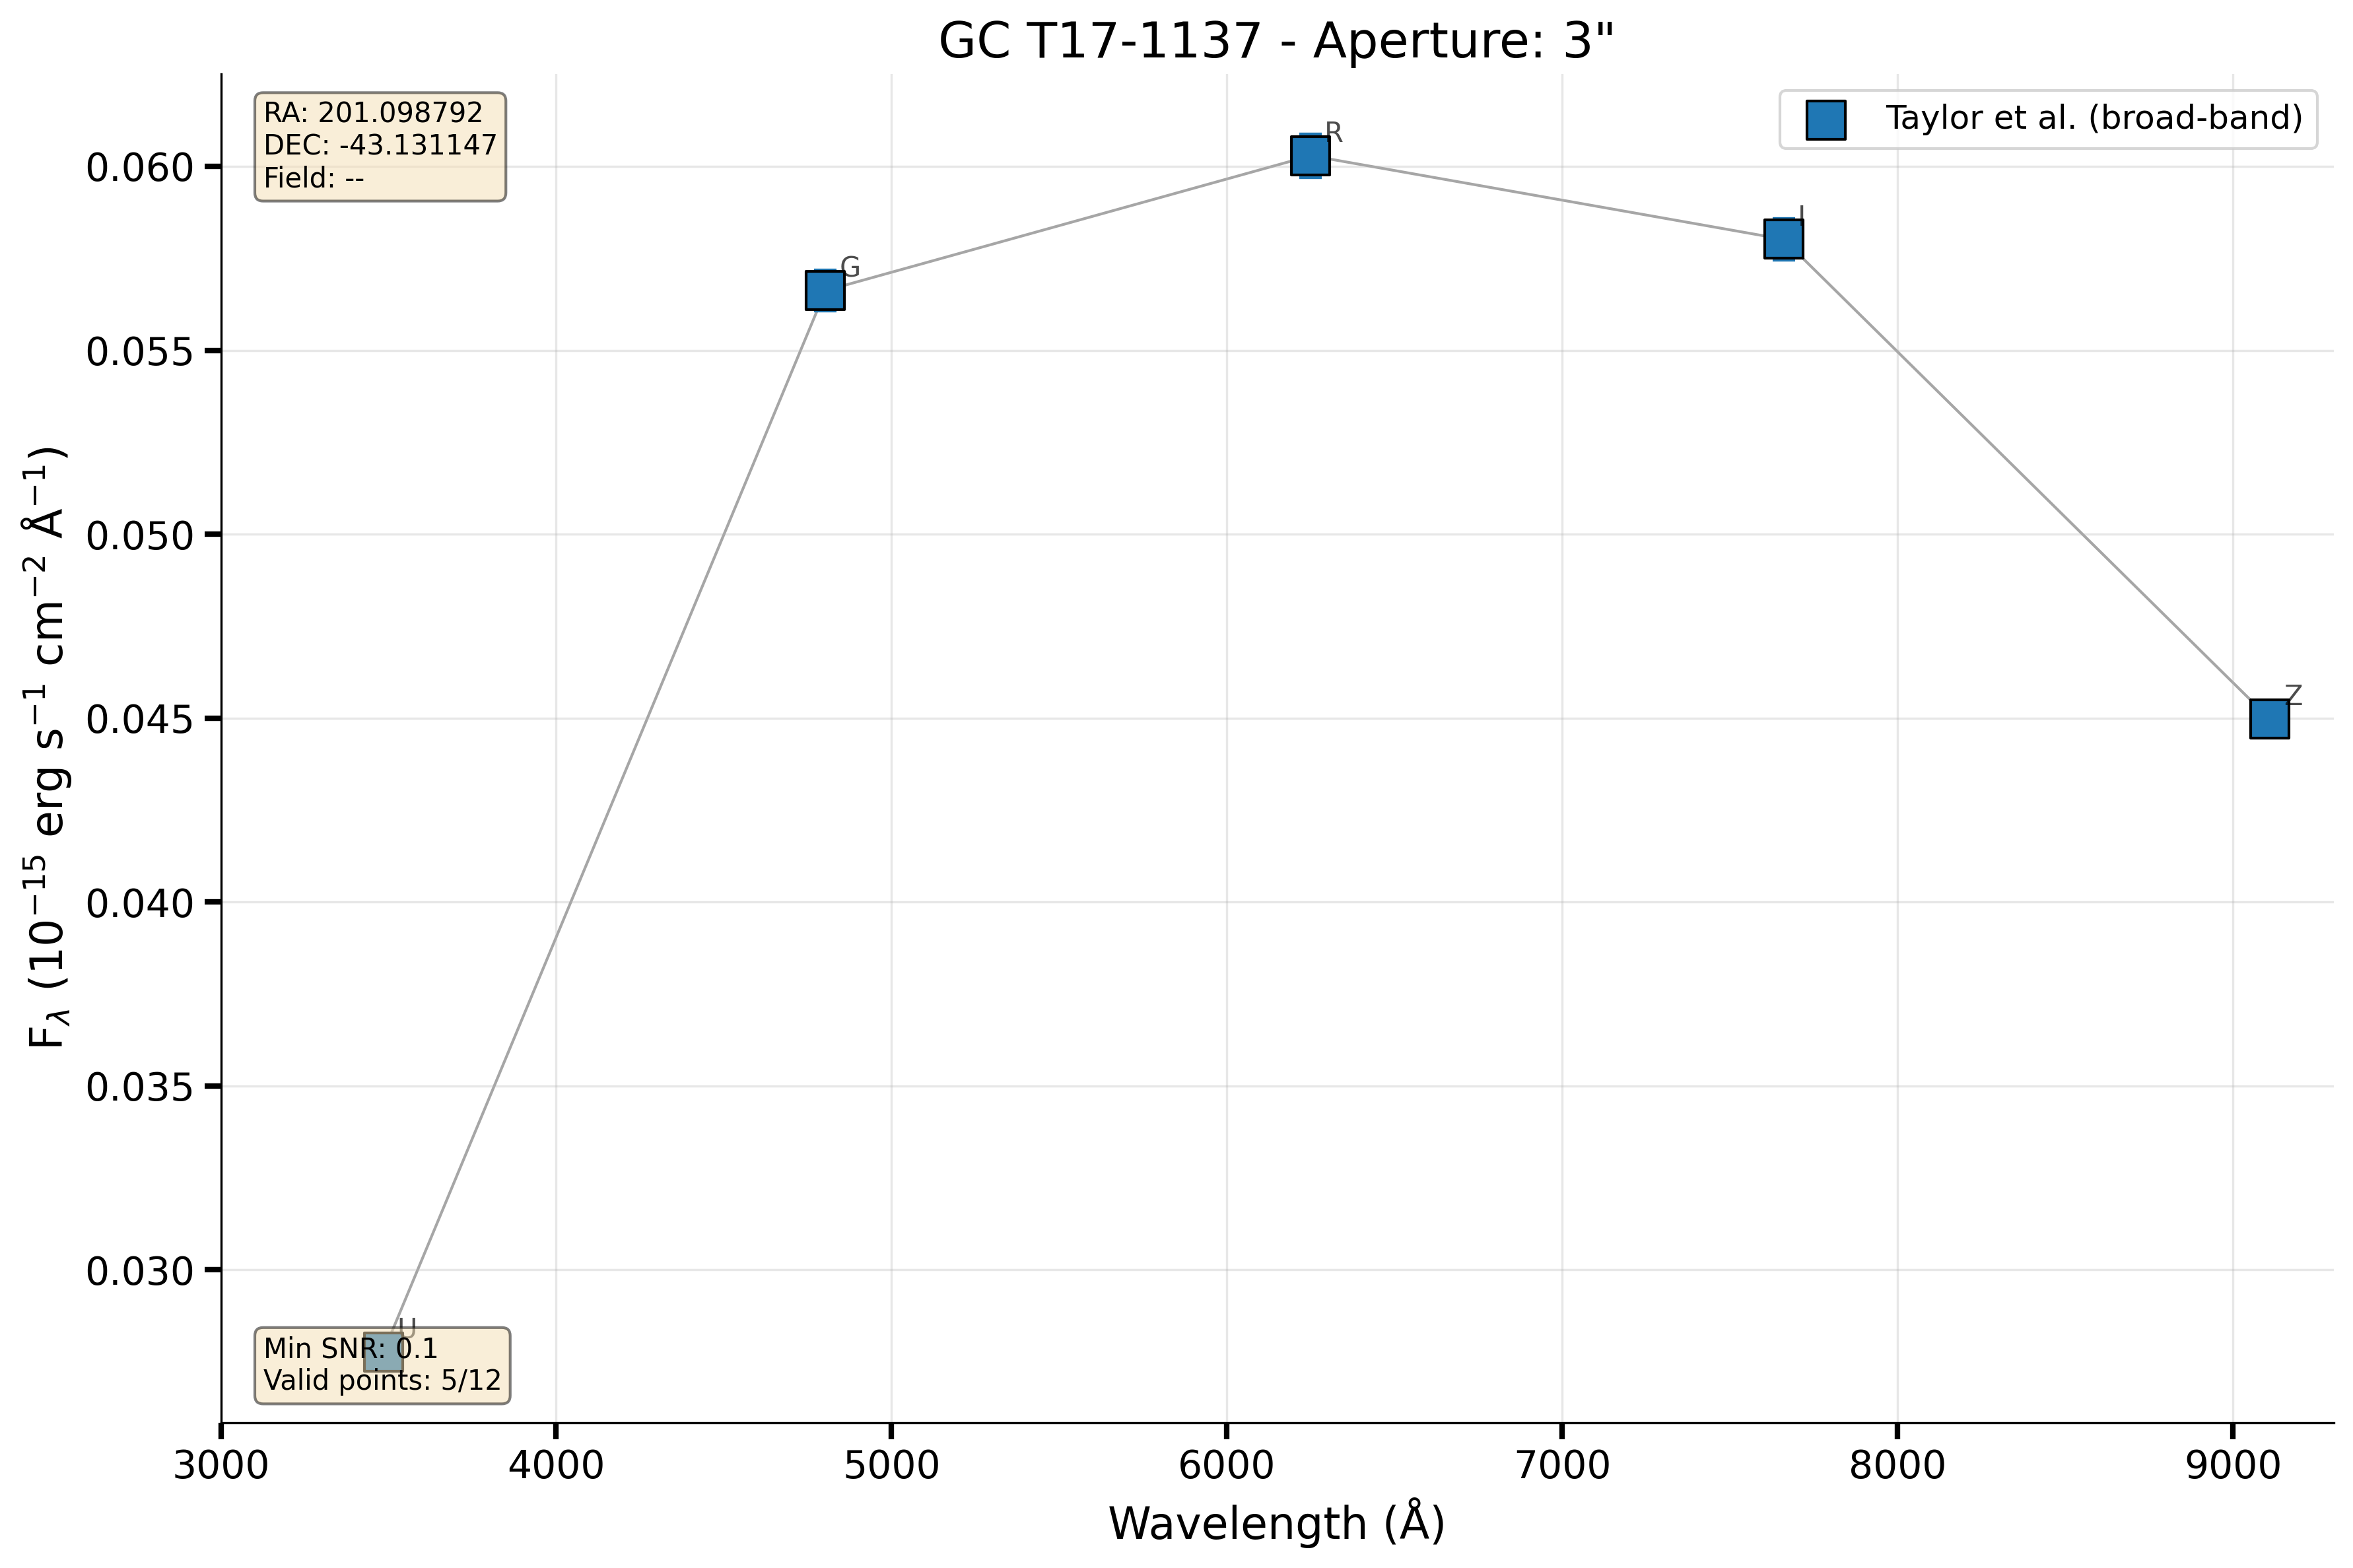 GC T17-1137 - Aperture: 3"
RA: 201.098792
DEC: -43.131147
Field: --
Taylor et al. (broad-band)
R
I
G
Z
U
Min SNR: 0.1
Valid points: 5/12
0.060
0.055
0.050
0.045
0.040
0.035
0.030
F_λ (10⁻¹⁵ erg s⁻¹ cm⁻² Å⁻¹)
3000 4000 5000 6000 7000 8000 9000
Wavelength (Å)